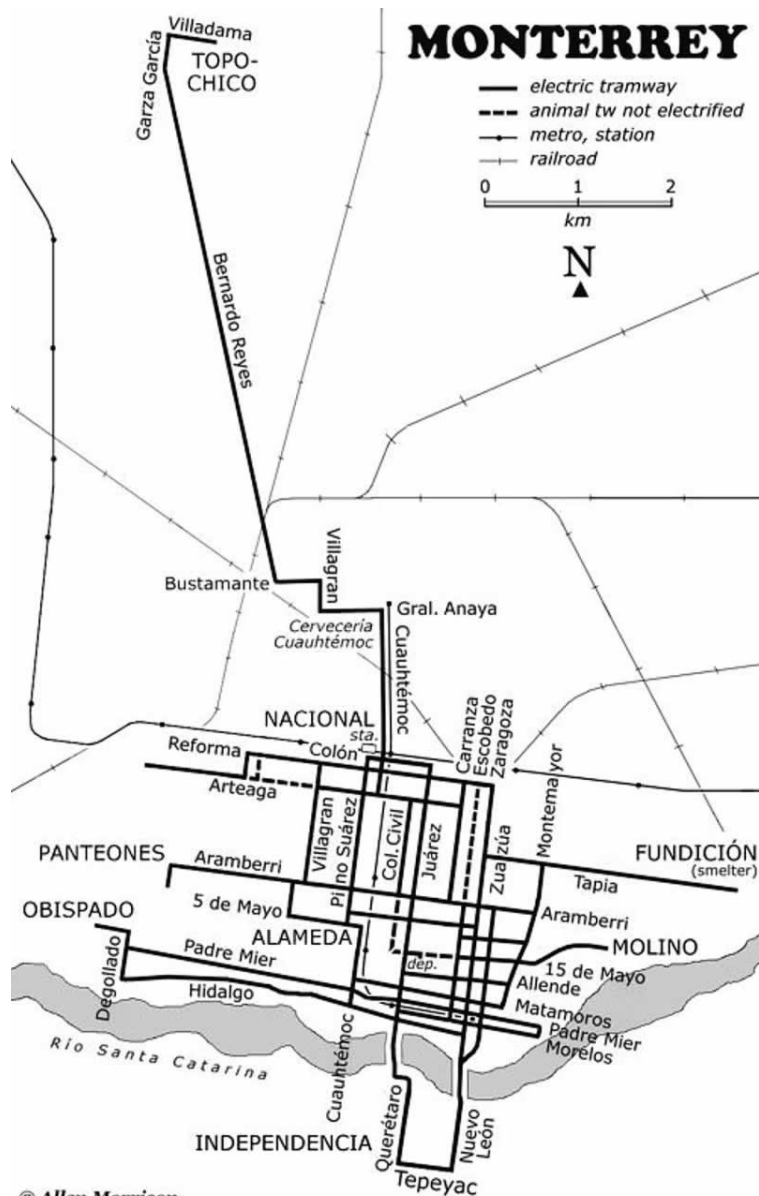 MONTERREY
electric tramway
animal tw not electrified
metro, station
railroad
0 1 2
km
N
Villadama
TOPO-
CHICO
Garza García
Bernardo Reyes
Bustamante
Villagran
Gral. Anaya
Cervecería
Cuauhtémoc
Cuauhtémoc
NACIONAL
sta.
Reforma
Colón
Carranza
Escobedo
Zaragoza
Arteaga
Villagran
Pino Suárez
Col. Civil
Juárez
Zuazúa
Montemayor
FUNDICIÓN
(smelter)
Tapia
PANTEONES
Aramberri
Aramberri
5 de Mayo
OBISPADO
ALAMEDA
MOLINO
Padre Mier
dep.
15 de Mayo
Allende
Degollado
Hidalgo
Matamoros
Padre Mier
Morelos
Río Santa Catarina
Cuauhtémoc
INDEPENDENCIA
Querétaro
Nuevo
León
Tepeyac
@ Allen Morrison